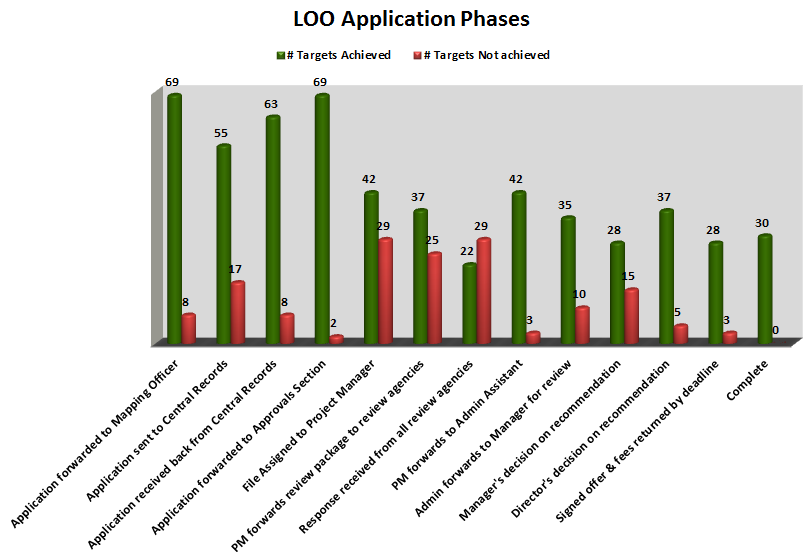 LOO Application Phases
# Targets Achieved # Targets Not achieved
69 8
55 17
63 8
69 2
42 29
37 25
22 29
42 3
35 10
28 15
37 5
28 3
30 0
Application forwarded to Mapping Officer
Application sent to Central Records
Application received back from Central Records
Application forwarded to Approvals Section
File Assigned to Project Manager
PM forwards review package to review agencies
Response received from all review agencies
PM forwards to Admin Assistant
Admin forwards to Manager for review
Manager's decision on recommendation
Director's decision on recommendation
Signed offer & fees returned by deadline
Complete